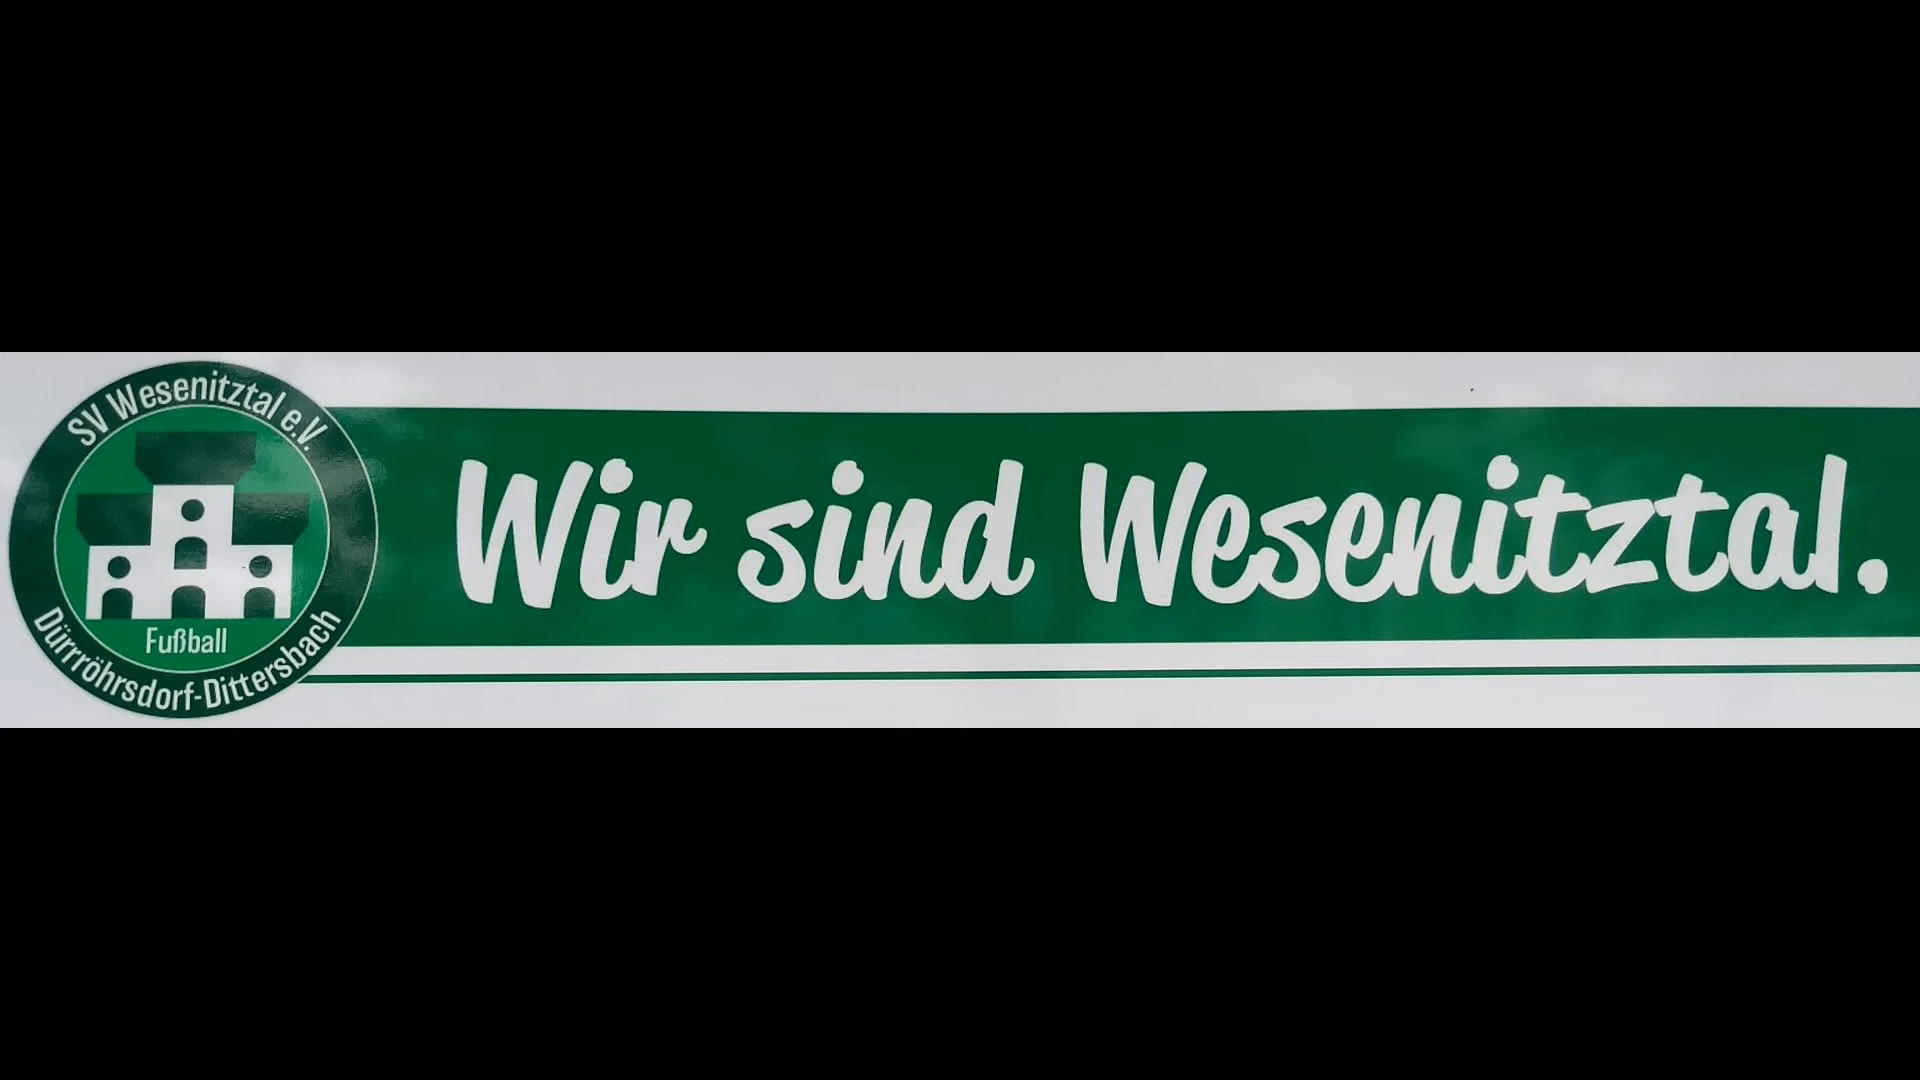 SV Wesenitztal e.V.
Fußball
Dürrröhrsdorf-Dittersbach
Wir sind Wesenitztal.